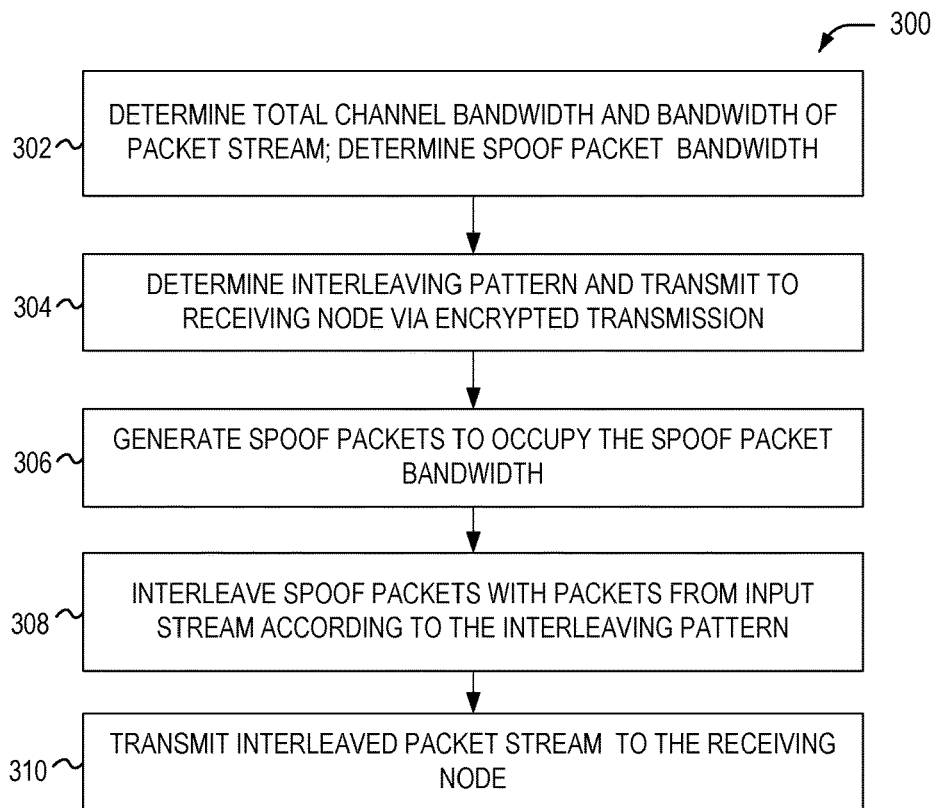 300
302
DETERMINE TOTAL CHANNEL BANDWIDTH AND BANDWIDTH OF
PACKET STREAM; DETERMINE SPOOF PACKET BANDWIDTH
304
DETERMINE INTERLEAVING PATTERN AND TRANSMIT TO
RECEIVING NODE VIA ENCRYPTED TRANSMISSION
306
GENERATE SPOOF PACKETS TO OCCUPY THE SPOOF PACKET
BANDWIDTH
308
INTERLEAVE SPOOF PACKETS WITH PACKETS FROM INPUT
STREAM ACCORDING TO THE INTERLEAVING PATTERN
310
TRANSMIT INTERLEAVED PACKET STREAM TO THE RECEIVING
NODE